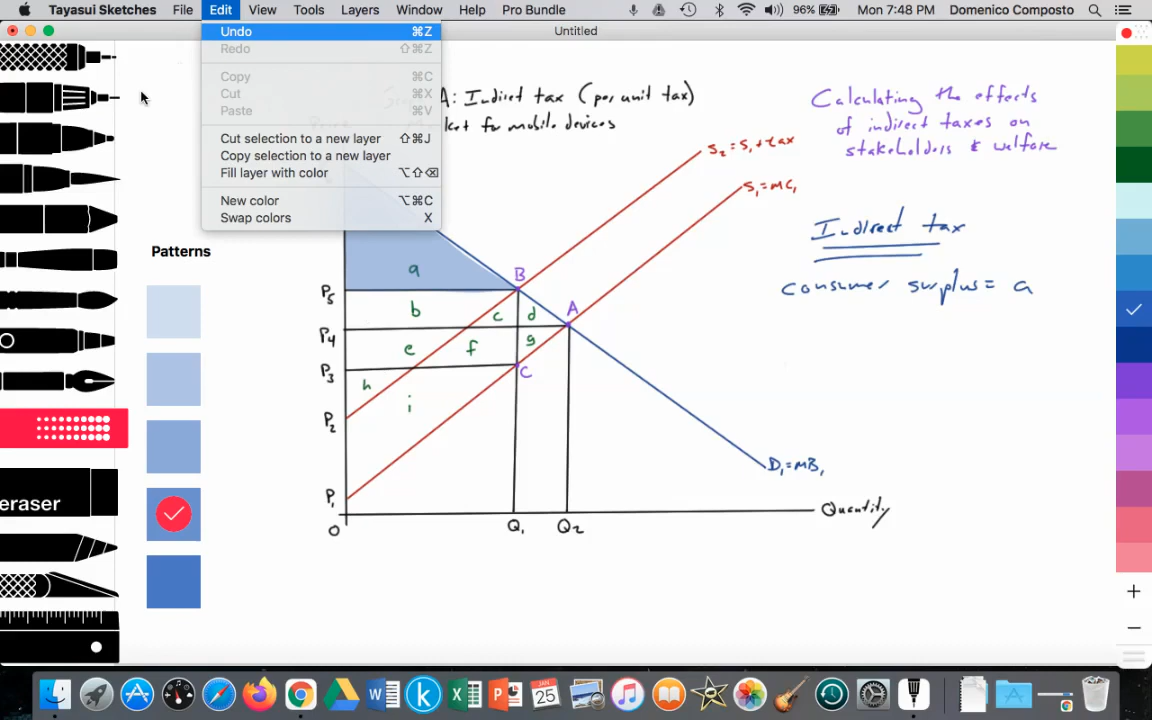 Tayasui Sketches File Edit View Tools Layers Window Help Pro Bundle 96% Mon 7:48 PM Domenico Composto
Untitled
Undo ⌘Z
Redo ⇧⌘Z
Copy ⌘C
Cut ⌘X
Paste ⌘V
Cut selection to a new layer ⇧⌘J
Copy selection to a new layer
Fill layer with color ⌥⇧⌫
New color ⌥⌘C
Swap colors X
A: Indirect tax (per unit tax)
ket for mobile devices
Calculating the effects
of indirect taxes on
stakeholders & welfare
S2 = S1 + tax
S1 = MC1
Indirect tax
consumer surplus = a
Patterns
a
B
P5
b
c
d
A
P4
e
f
g
P3
C
h
i
P2
D1 = MB1
P1
0
Q1
Q2
Quantity
eraser
JAN
25